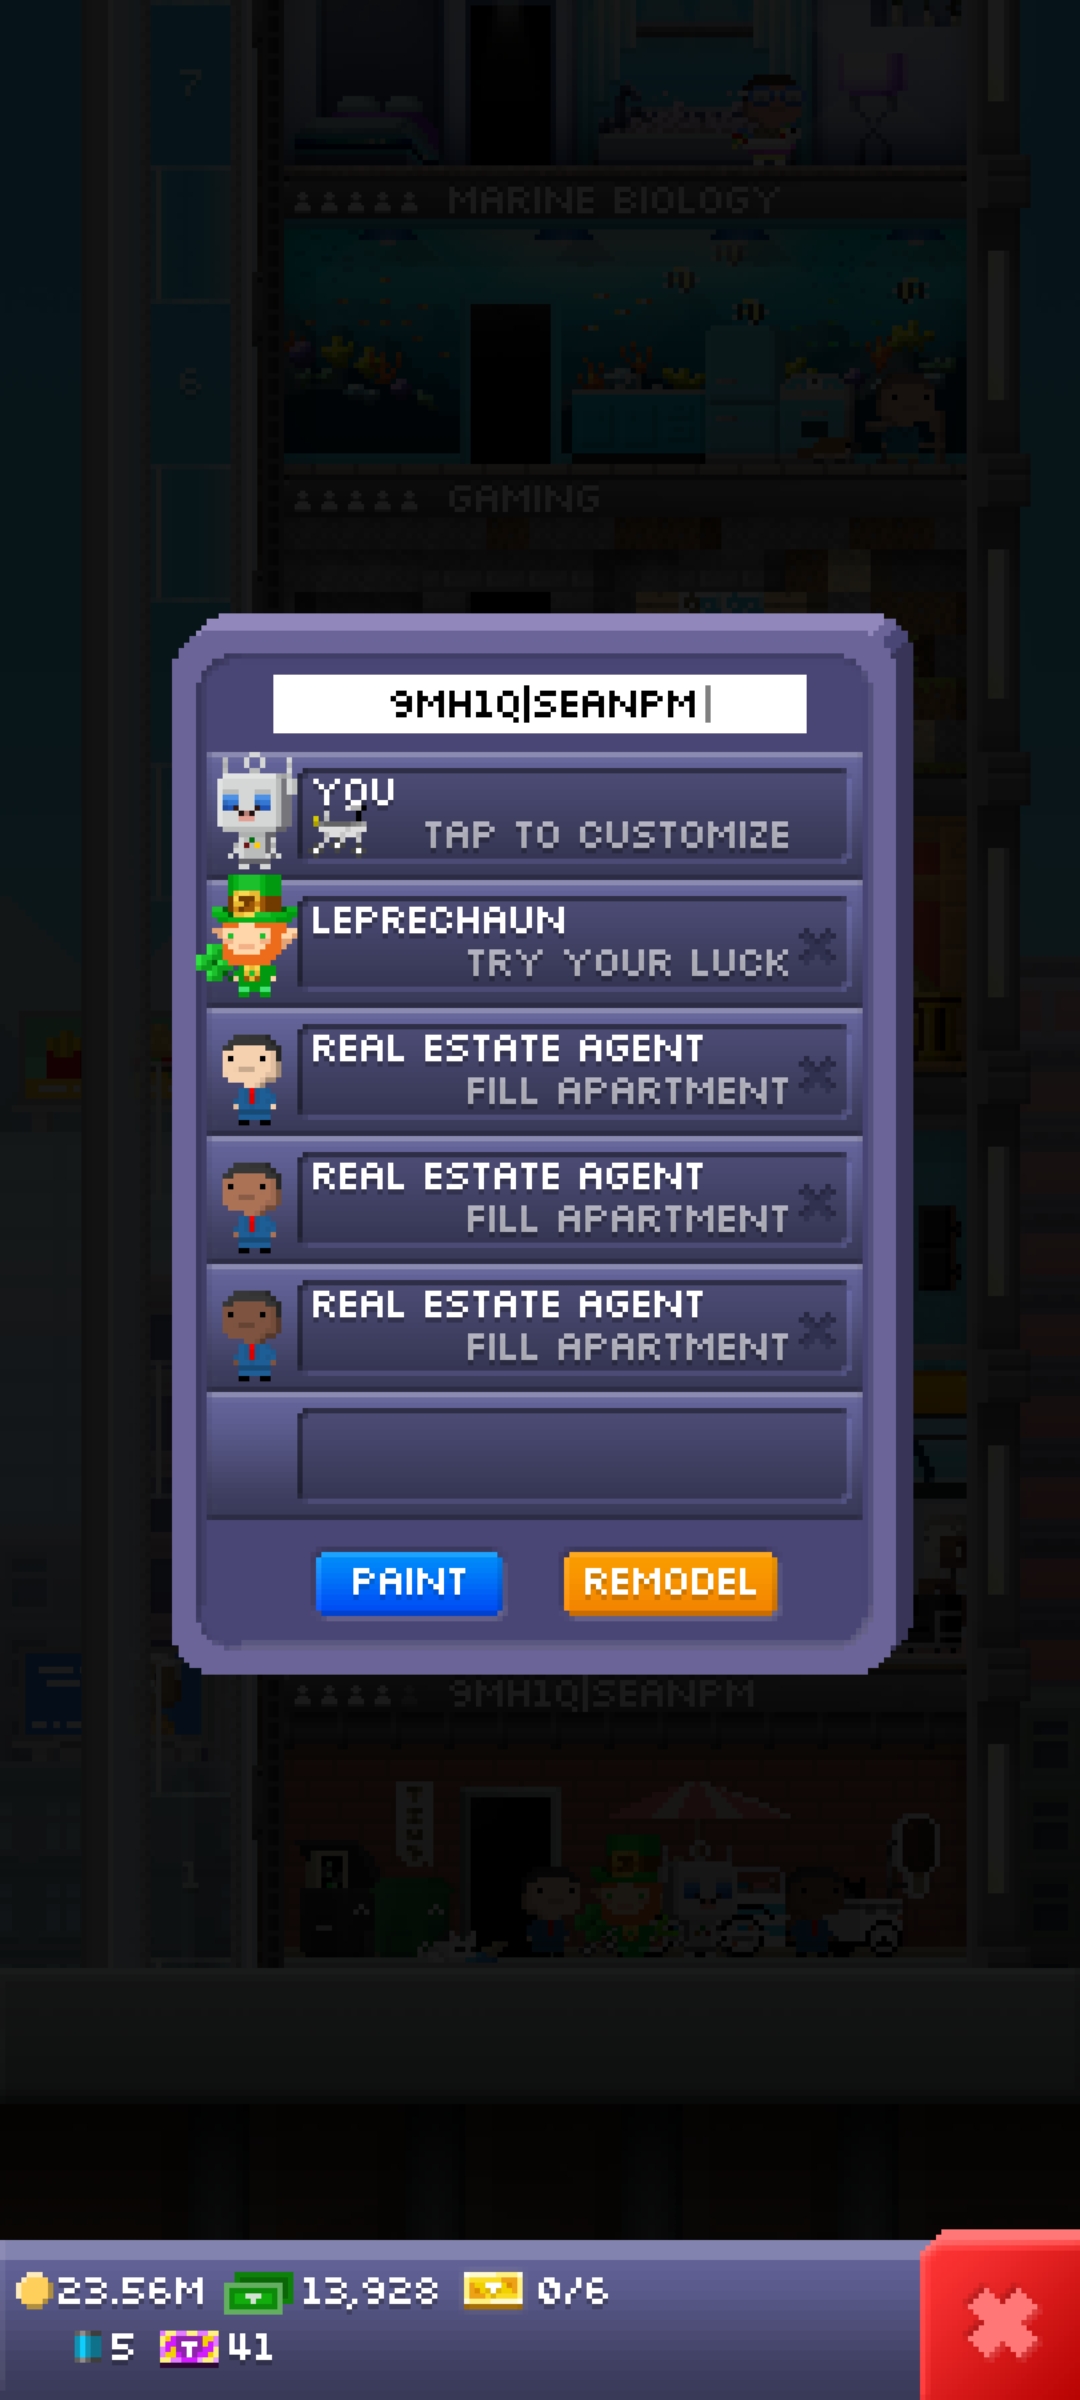 7
MARINE BIOLOGY
6
GAMING
9MH1Q|SEANPM
YOU
TAP TO CUSTOMIZE
LEPRECHAUN
TRY YOUR LUCK
REAL ESTATE AGENT
FILL APARTMENT
REAL ESTATE AGENT
FILL APARTMENT
REAL ESTATE AGENT
FILL APARTMENT
PAINT
REMODEL
9MH1Q|SEANPM
1
23.56M
13,928
0/6
5
T
41